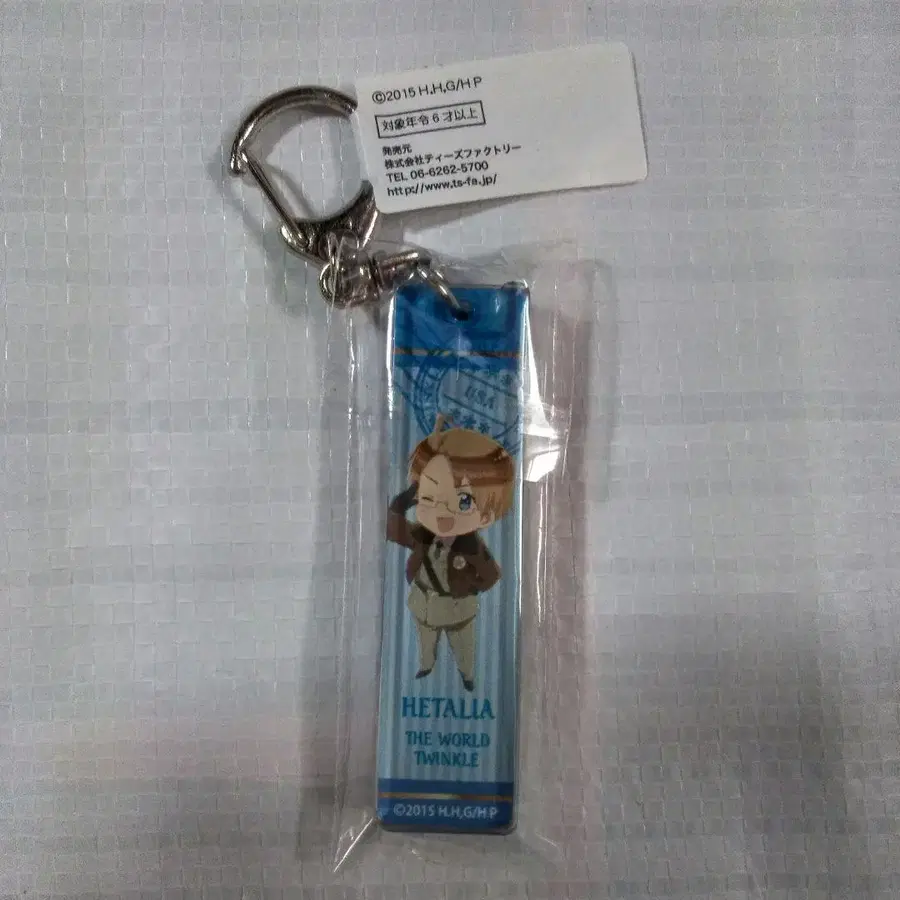 ©2015 H.H,G/H P
対象年令6才以上
発売元
株式会社ティーズファクトリー
TEL 06-6262-5700
http://www.ts-fa.jp/
USA
HETALIA
THE WORLD
TWINKLE
©2015 H.H,G/H P